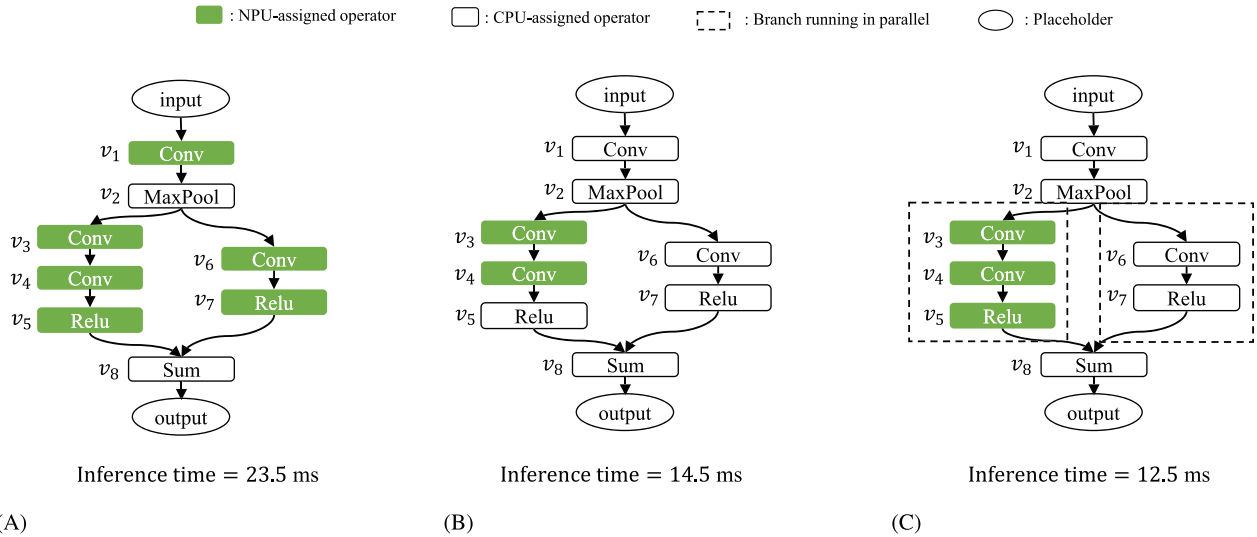 : NPU-assigned operator
: CPU-assigned operator
: Branch running in parallel
: Placeholder
input
v1 Conv
v2 MaxPool
v3 Conv
v6 Conv
v4 Conv
v7 Relu
v5 Relu
v8 Sum
output
Inference time = 23.5 ms
(A)
input
v1 Conv
v2 MaxPool
v3 Conv
v6 Conv
v4 Conv
v7 Relu
v5 Relu
v8 Sum
output
Inference time = 14.5 ms
(B)
input
v1 Conv
v2 MaxPool
v3 Conv
v6 Conv
v4 Conv
v7 Relu
v5 Relu
v8 Sum
output
Inference time = 12.5 ms
(C)